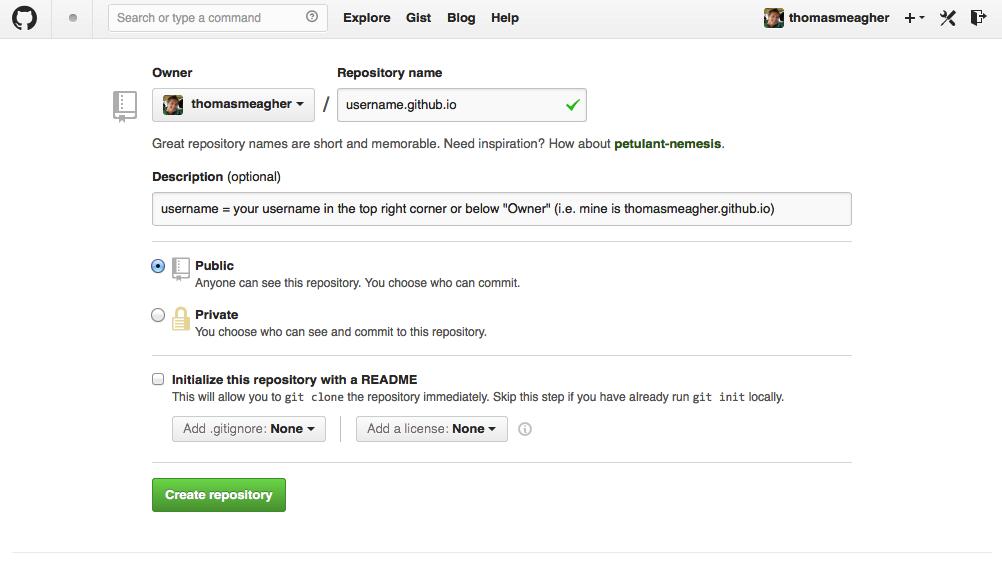 Search or type a command Explore Gist Blog Help thomasmeagher
Owner Repository name
thomasmeagher / username.github.io
Great repository names are short and memorable. Need inspiration? How about petulant-nemesis.
Description (optional)
username = your username in the top right corner or below "Owner" (i.e. mine is thomasmeagher.github.io)
Public
Anyone can see this repository. You choose who can commit.
Private
You choose who can see and commit to this repository.
Initialize this repository with a README
This will allow you to git clone the repository immediately. Skip this step if you have already run git init locally.
Add .gitignore: None Add a license: None
Create repository